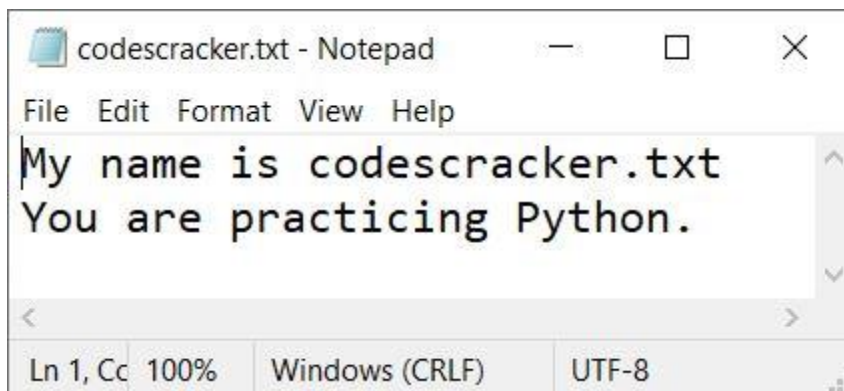 codescracker.txt - Notepad
File Edit Format View Help
My name is codescracker.txt
You are practicing Python.
Ln 1, Cc 100% Windows (CRLF) UTF-8